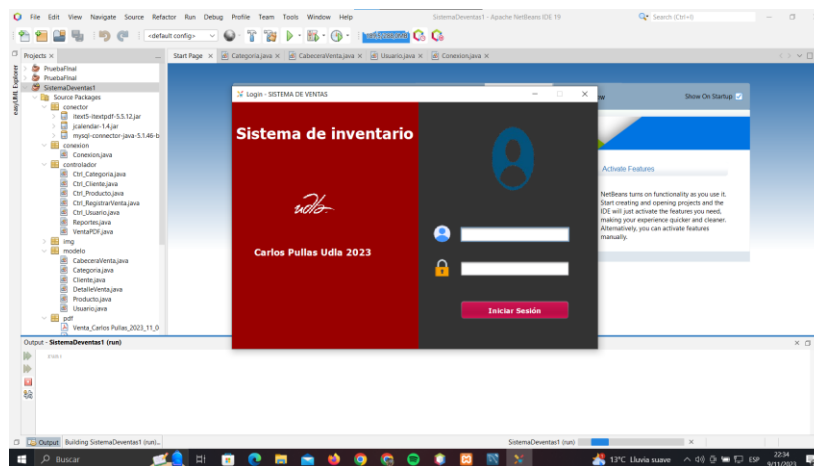 File Edit View Navigate Source Refactor Run Debug Profile Team Tools Window Help
SistemaDeventas1 - Apache NetBeans IDE 19
Search (Ctrl+I)
<default config>
Projects ×
Start Page ×
Categoria.java ×
CabeceraVenta.java ×
Usuario.java ×
Conexion.java ×
PruebaFinal
PruebaFinal
SistemaDeventas1
Source Packages
conector
itext5-itextpdf-5.5.12.jar
jcalendar-1.4.jar
mysql-connector-java-5.1.46-b
conexion
Conexion.java
controlador
Ctrl_Categoria.java
Ctrl_Cliente.java
Ctrl_Producto.java
Ctrl_RegistrarVenta.java
Ctrl_Usuario.java
Reportes.java
VentaPDF.java
img
modelo
CabeceraVenta.java
Categoria.java
Cliente.java
DetalleVenta.java
Producto.java
Usuario.java
pdf
Venta_Carlos Pullas_2023_11_0
easyUML Explorer
Login - SISTEMA DE VENTAS
Sistema de inventario
udla
Carlos Pullas Udla 2023
Iniciar Sesión
Show On Startup
Activate Features
NetBeans turns on functionality as you use it.
Start creating and opening projects and the
IDE will just activate the features you need,
making your experience quicker and cleaner.
Alternatively, you can activate features
manually.
Output - SistemaDeventas1 (run)
run:
Output
Building SistemaDeventas1 (run)...
SistemaDeventas1 (run)
Buscar
13°C Lluvia suave
ESP
22:34
9/11/2023